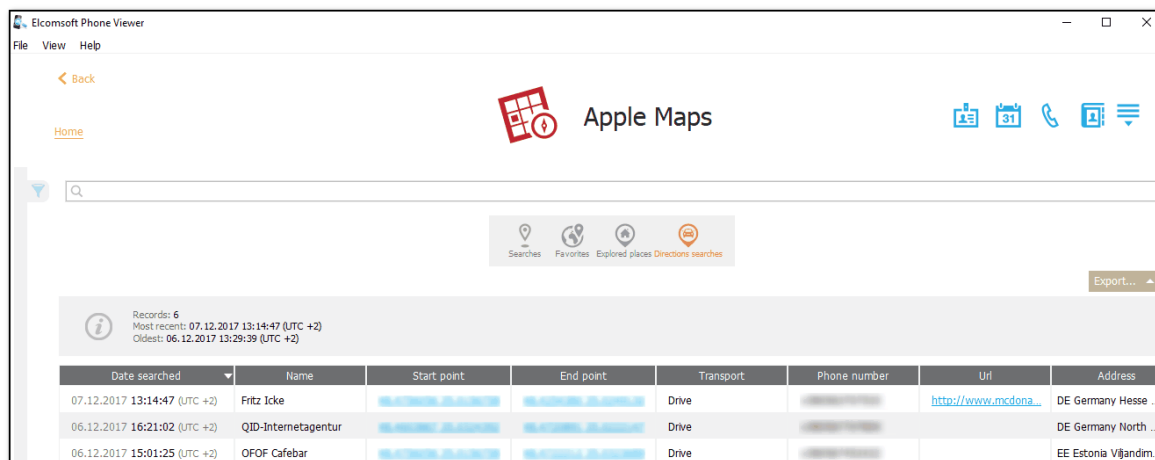 Elcomsoft Phone Viewer
File View Help
Back
Home
Apple Maps
31
Searches Favorites Explored places Directions searches
Export...
Records: 6
Most recent: 07.12.2017 13:14:47 (UTC +2)
Oldest: 06.12.2017 13:29:39 (UTC +2)
Date searched Name Start point End point Transport Phone number Url Address
07.12.2017 13:14:47 (UTC +2) Fritz Icke Drive http://www.mcdona... DE Germany Hesse ..
06.12.2017 16:21:02 (UTC +2) QID-Internetagentur Drive DE Germany North ..
06.12.2017 15:01:25 (UTC +2) OFOF Cafebar Drive EE Estonia Viljandim.